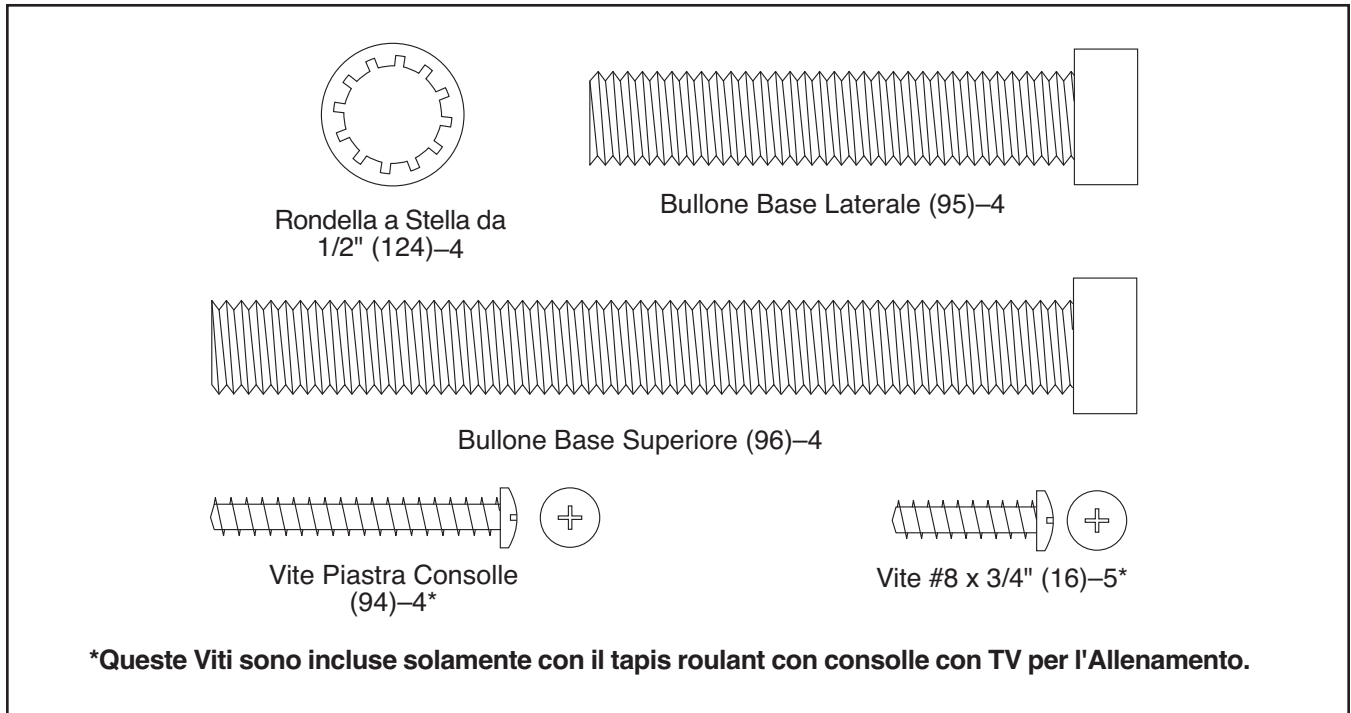 Rondella a Stella da
1/2" (124)–4
Bullone Base Laterale (95)–4
Bullone Base Superiore (96)–4
Vite Piastra Consolle
(94)–4*
Vite #8 x 3/4" (16)–5*
*Queste Viti sono incluse solamente con il tapis roulant con consolle con TV per l'Allenamento.